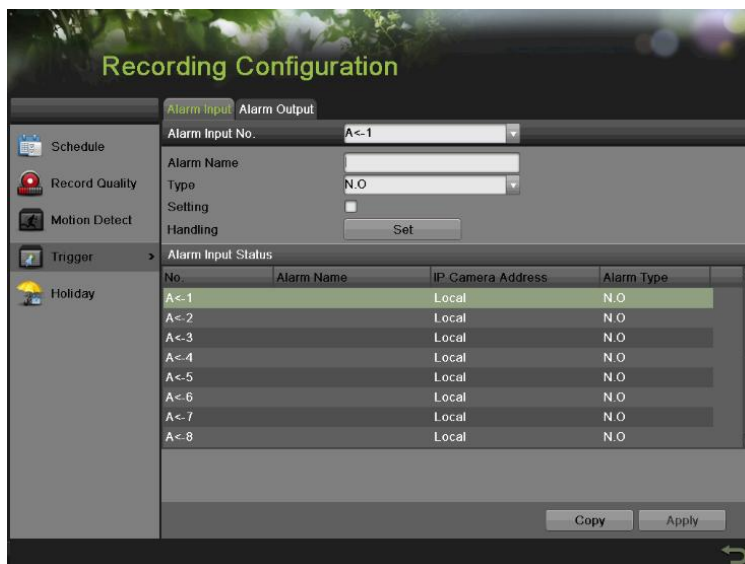 Recording Configuration
Alarm Input Alarm Output
Schedule
Record Quality
Motion Detect
Trigger >
Holiday
Alarm Input No. A<-1
Alarm Name
Type N.O
Setting
Handling Set
Alarm Input Status
No. Alarm Name IP Camera Address Alarm Type
A<-1 Local N.O
A<-2 Local N.O
A<-3 Local N.O
A<-4 Local N.O
A<-5 Local N.O
A<-6 Local N.O
A<-7 Local N.O
A<-8 Local N.O
Copy Apply